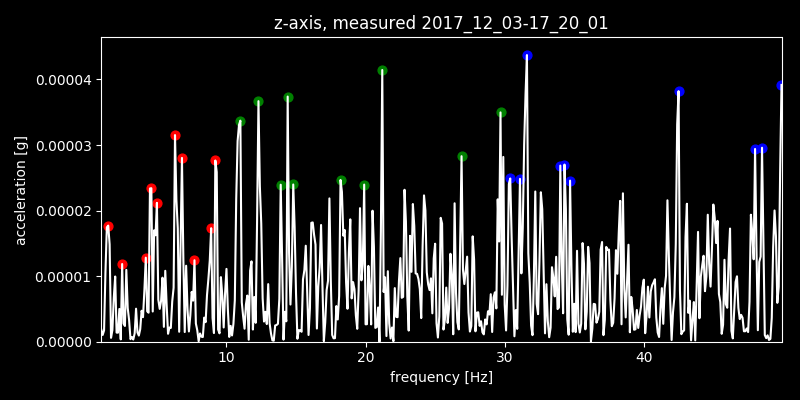 z-axis, measured 2017_12_03-17_20_01
0.00004
0.00003
0.00002
0.00001
0.00000
acceleration [g]
10 20 30 40
frequency [Hz]